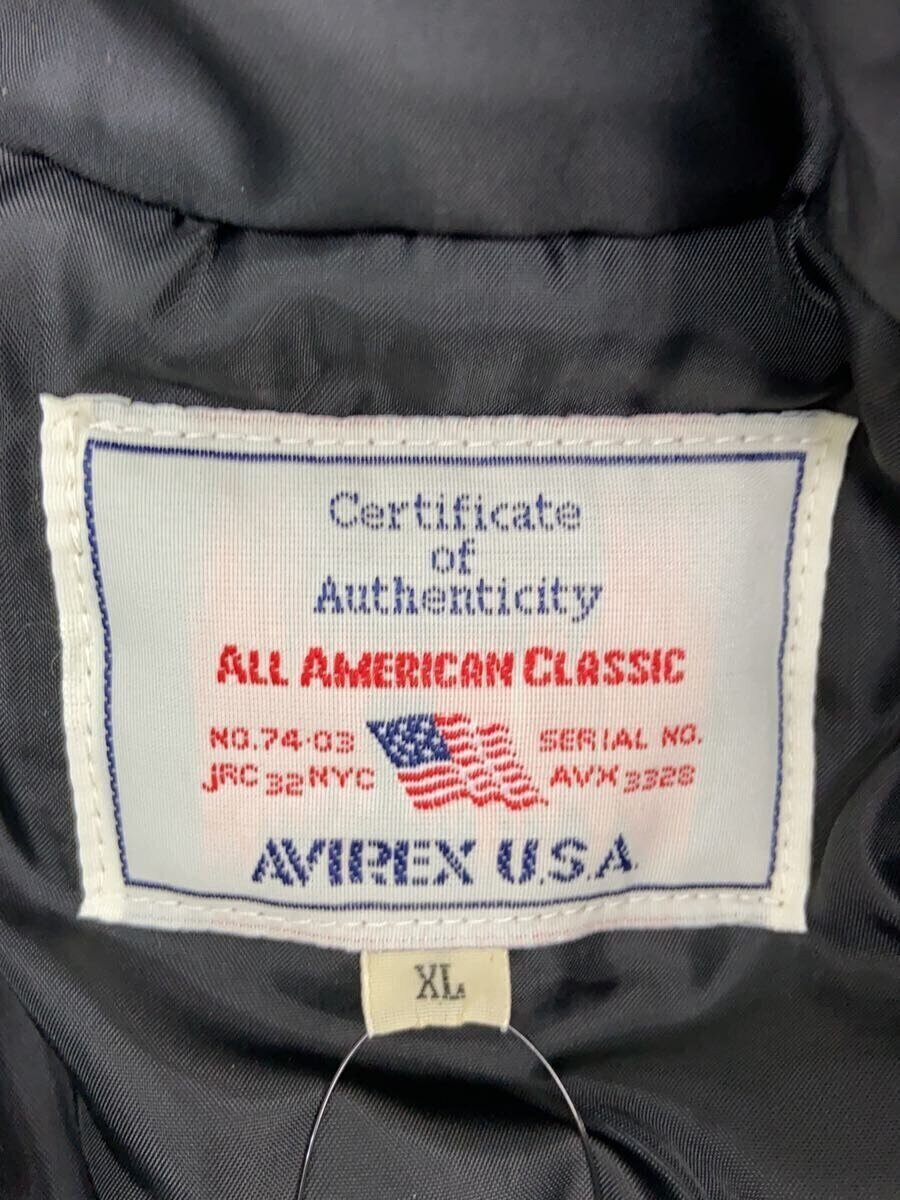 Certificate
of
Authenticity
ALL AMERICAN CLASSIC
NO.74-03
JRC 32 NYC
SERIAL NO.
AVX 3328
AVIREX U.S.A.
XL